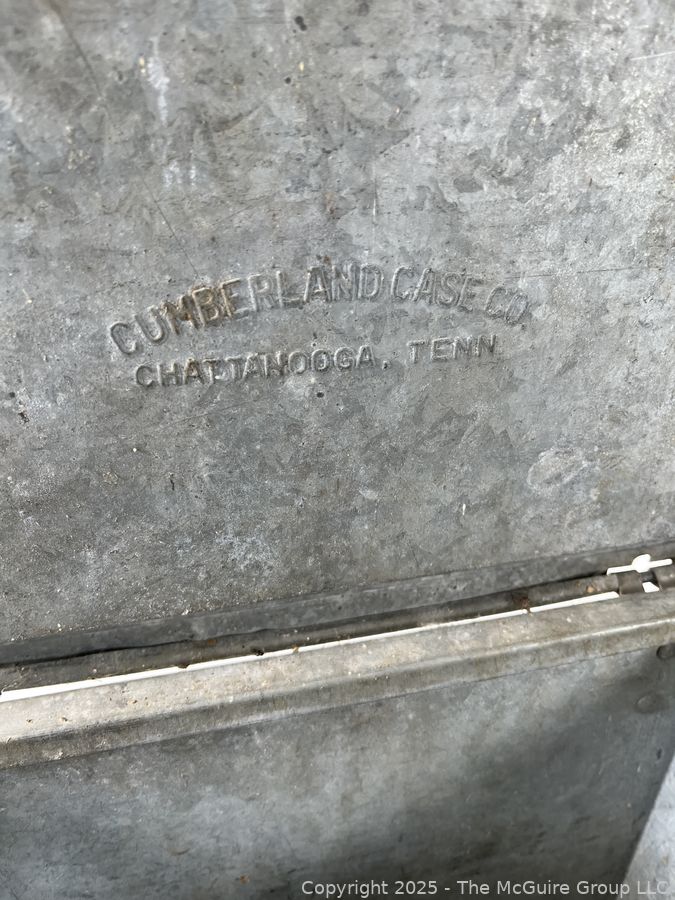 CUMBERLAND CASE CO.
CHATTANOOGA, TENN.
Copyright 2025 - The McGuire Group LLC